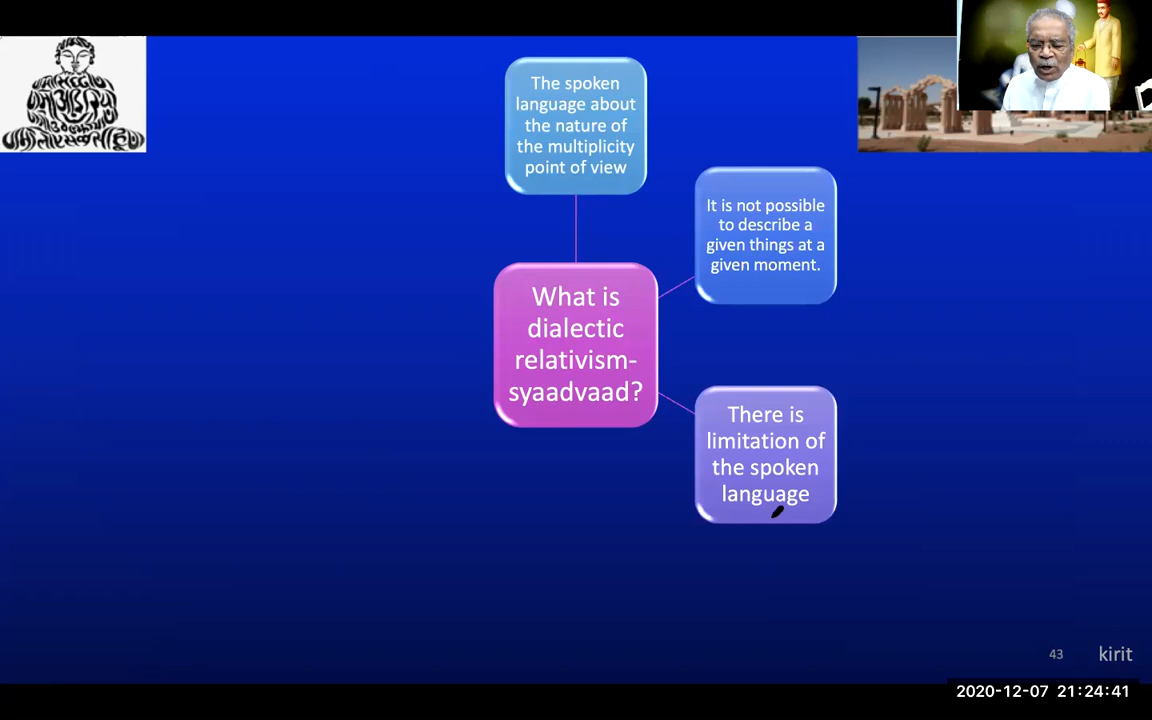 The spoken
language about
the nature of
the multiplicity
point of view
It is not possible
to describe a
given things at a
given moment.
What is
dialectic
relativism-
syaadvaad?
There is
limitation of
the spoken
language
43
kirit
2020-12-07 21:24:41